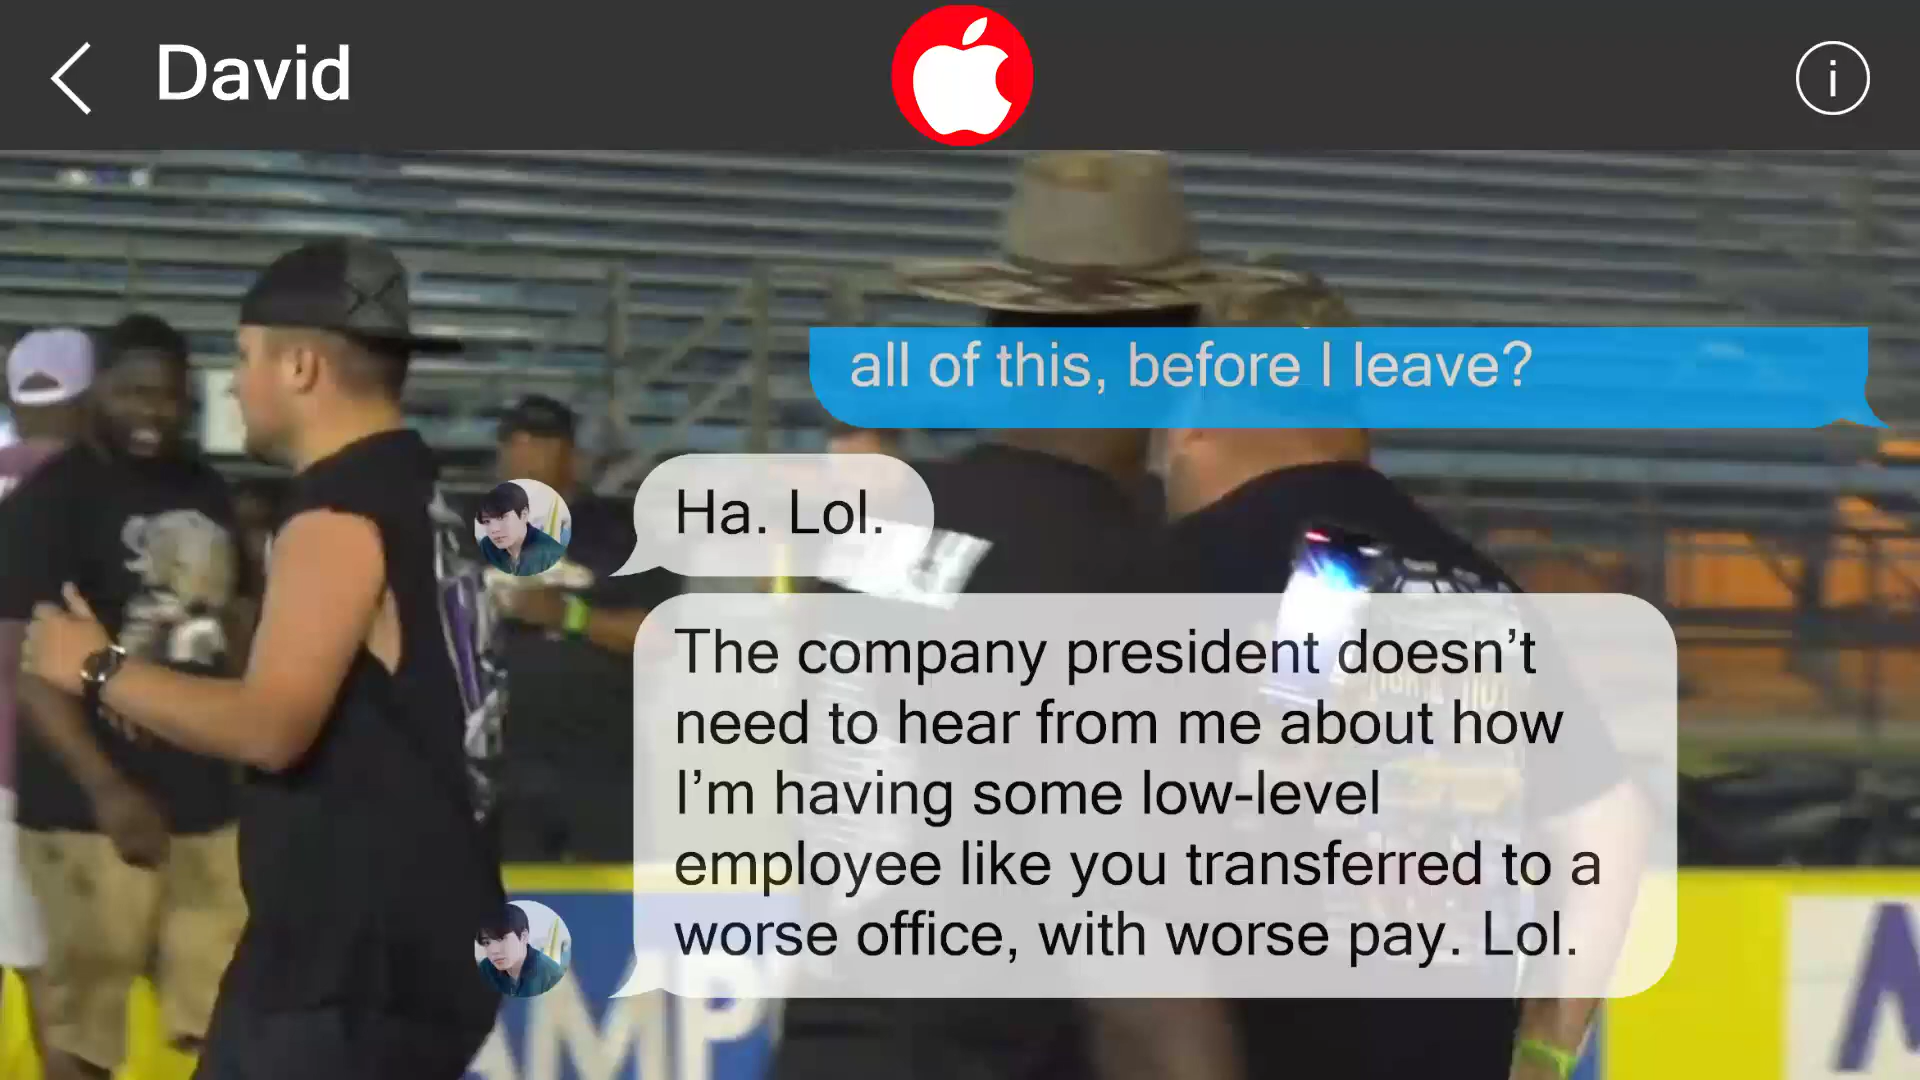 David
all of this, before I leave?
Ha. Lol.
The company president doesn’t
need to hear from me about how
I’m having some low-level
employee like you transferred to a
worse office, with worse pay. Lol.
AMP